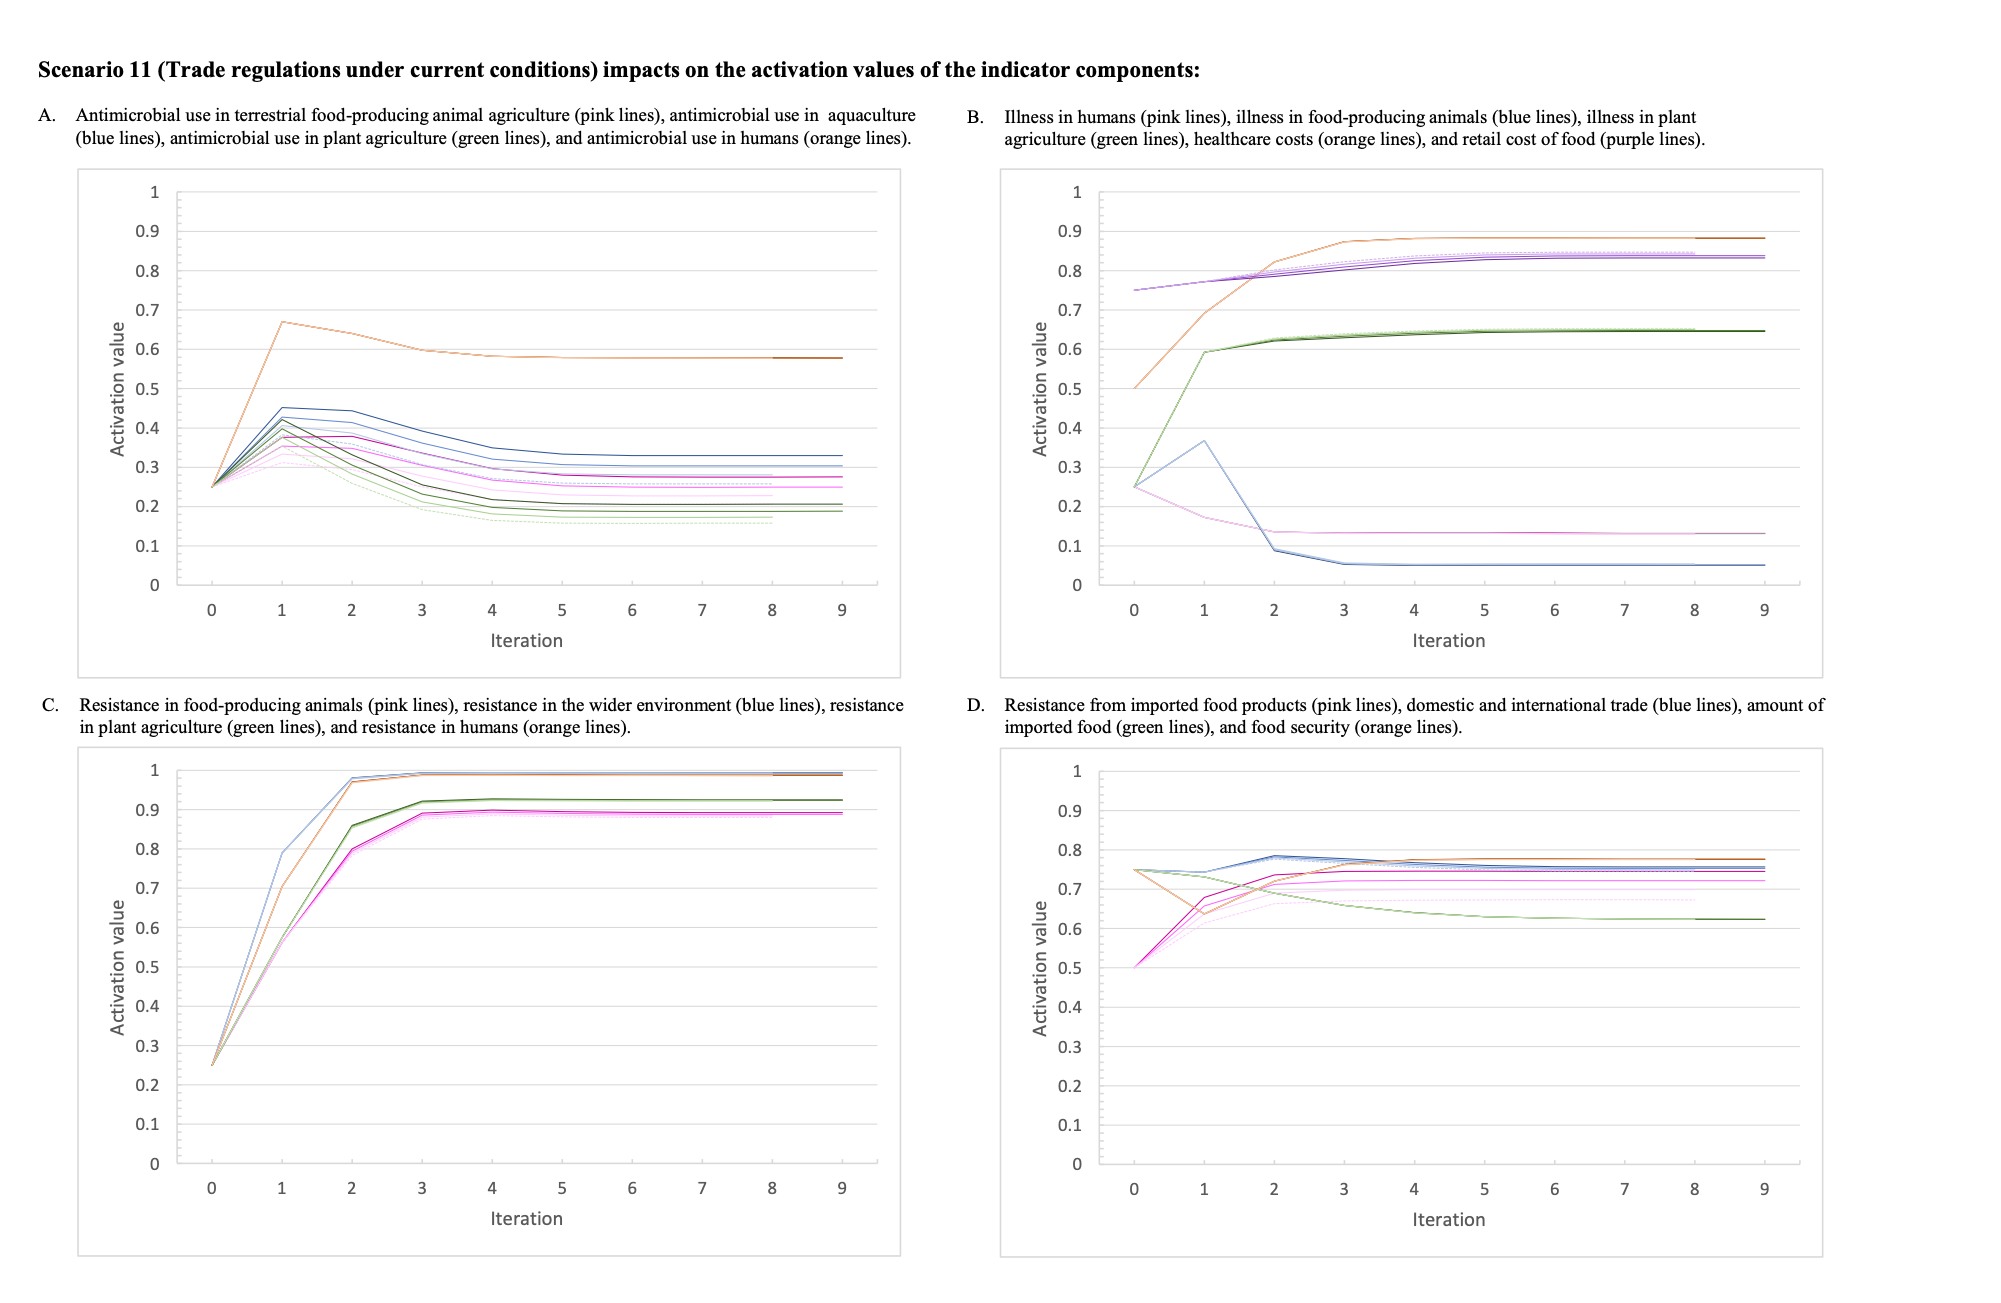 Scenario 11 (Trade regulations under current conditions) impacts on the activation values of the indicator components:
A. Antimicrobial use in terrestrial food-producing animal agriculture (pink lines), antimicrobial use in aquaculture
(blue lines), antimicrobial use in plant agriculture (green lines), and antimicrobial use in humans (orange lines).
1
0.9
0.8
0.7
0.6
0.5
0.4
0.3
0.2
0.1
0
Activation value
0 1 2 3 4 5 6 7 8 9
Iteration
B. Illness in humans (pink lines), illness in food-producing animals (blue lines), illness in plant
agriculture (green lines), healthcare costs (orange lines), and retail cost of food (purple lines).
1
0.9
0.8
0.7
0.6
0.5
0.4
0.3
0.2
0.1
0
Activation value
0 1 2 3 4 5 6 7 8 9
Iteration
C. Resistance in food-producing animals (pink lines), resistance in the wider environment (blue lines), resistance
in plant agriculture (green lines), and resistance in humans (orange lines).
1
0.9
0.8
0.7
0.6
0.5
0.4
0.3
0.2
0.1
0
Activation value
0 1 2 3 4 5 6 7 8 9
Iteration
D. Resistance from imported food products (pink lines), domestic and international trade (blue lines), amount of
imported food (green lines), and food security (orange lines).
1
0.9
0.8
0.7
0.6
0.5
0.4
0.3
0.2
0.1
0
Activation value
0 1 2 3 4 5 6 7 8 9
Iteration